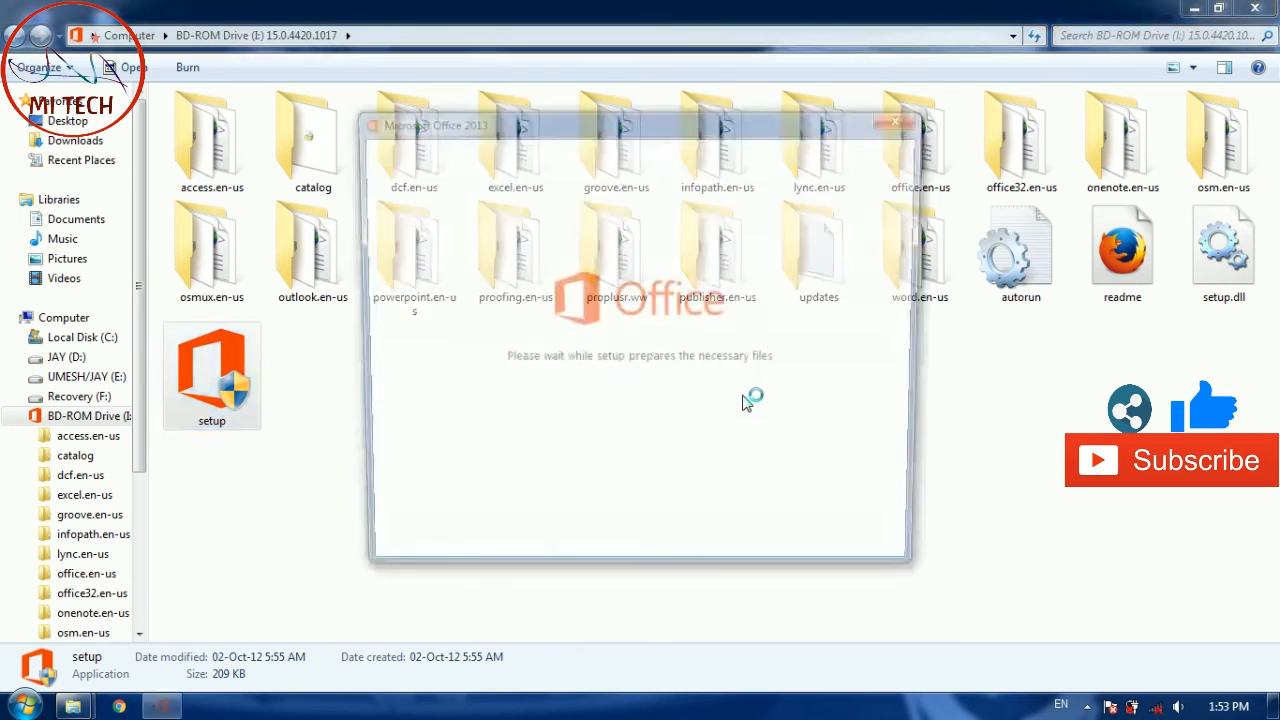 Computer ▸ BD-ROM Drive (I:) 15.0.4420.1017 ▸
Search BD-ROM Drive (I:) 15.0.4420.10...
Organize
Open
Burn
MI TECH
Favorites
Desktop
Downloads
Recent Places
Libraries
Documents
Music
Pictures
Videos
Computer
Local Disk (C:)
JAY (D:)
UMESH/JAY (E:)
Recovery (F:)
BD-ROM Drive (I:
access.en-us
catalog
dcf.en-us
excel.en-us
groove.en-us
infopath.en-us
lync.en-us
office.en-us
office32.en-us
onenote.en-us
osm.en-us
access.en-us
catalog
dcf.en-us
excel.en-us
groove.en-us
infopath.en-us
lync.en-us
office.en-us
office32.en-us
onenote.en-us
osm.en-us
osmux.en-us
outlook.en-us
powerpoint.en-u
s
proofing.en-us
proplusr.ww
publisher.en-us
updates
word.en-us
autorun
readme
setup.dll
setup
Microsoft Office 2013
Office
Please wait while setup prepares the necessary files
Subscribe
setup
Date modified: 02-Oct-12 5:55 AM
Date created: 02-Oct-12 5:55 AM
Application
Size: 209 KB
EN
1:53 PM